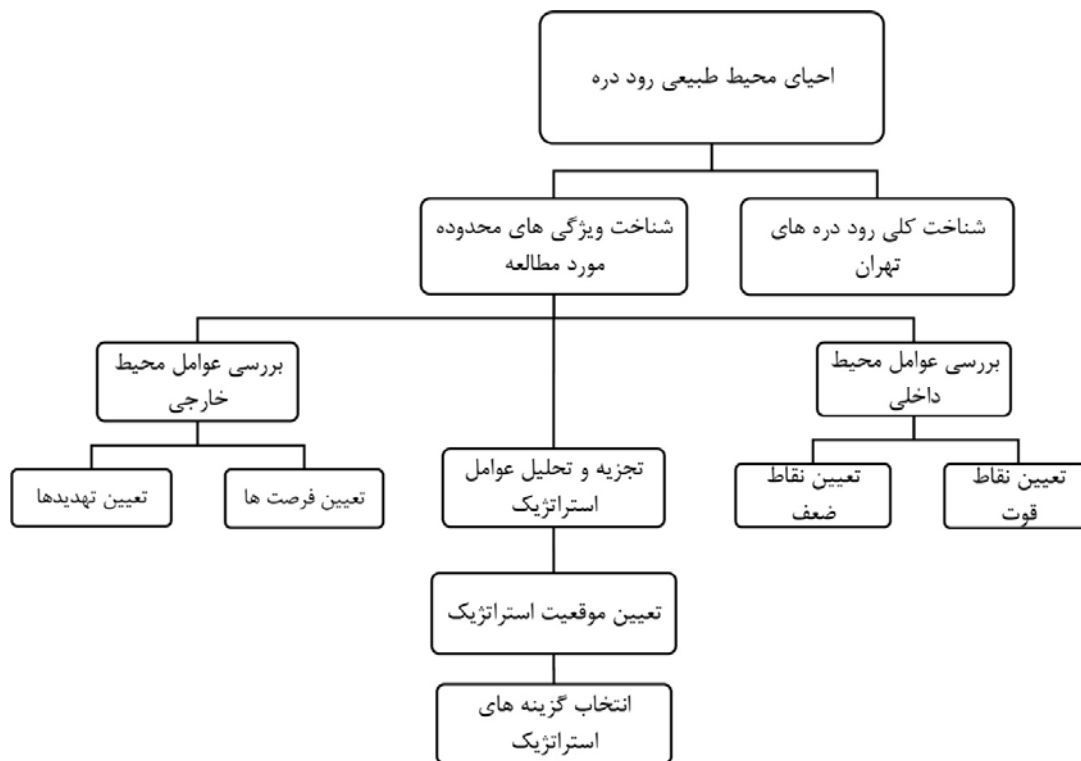 احیای محیط طبیعی رود دره
شناخت کلی رود دره های
تهران
شناخت ویژگی های محدوده
مورد مطالعه
بررسی عوامل محیط
داخلی
بررسی عوامل محیط
خارجی
تعیین نقاط
قوت
تعیین نقاط
ضعف
تجزیه و تحلیل عوامل
استراتژیک
تعیین فرصت ها
تعیین تهدیدها
تعیین موقعیت استراتژیک
انتخاب گزینه های
استراتژیک